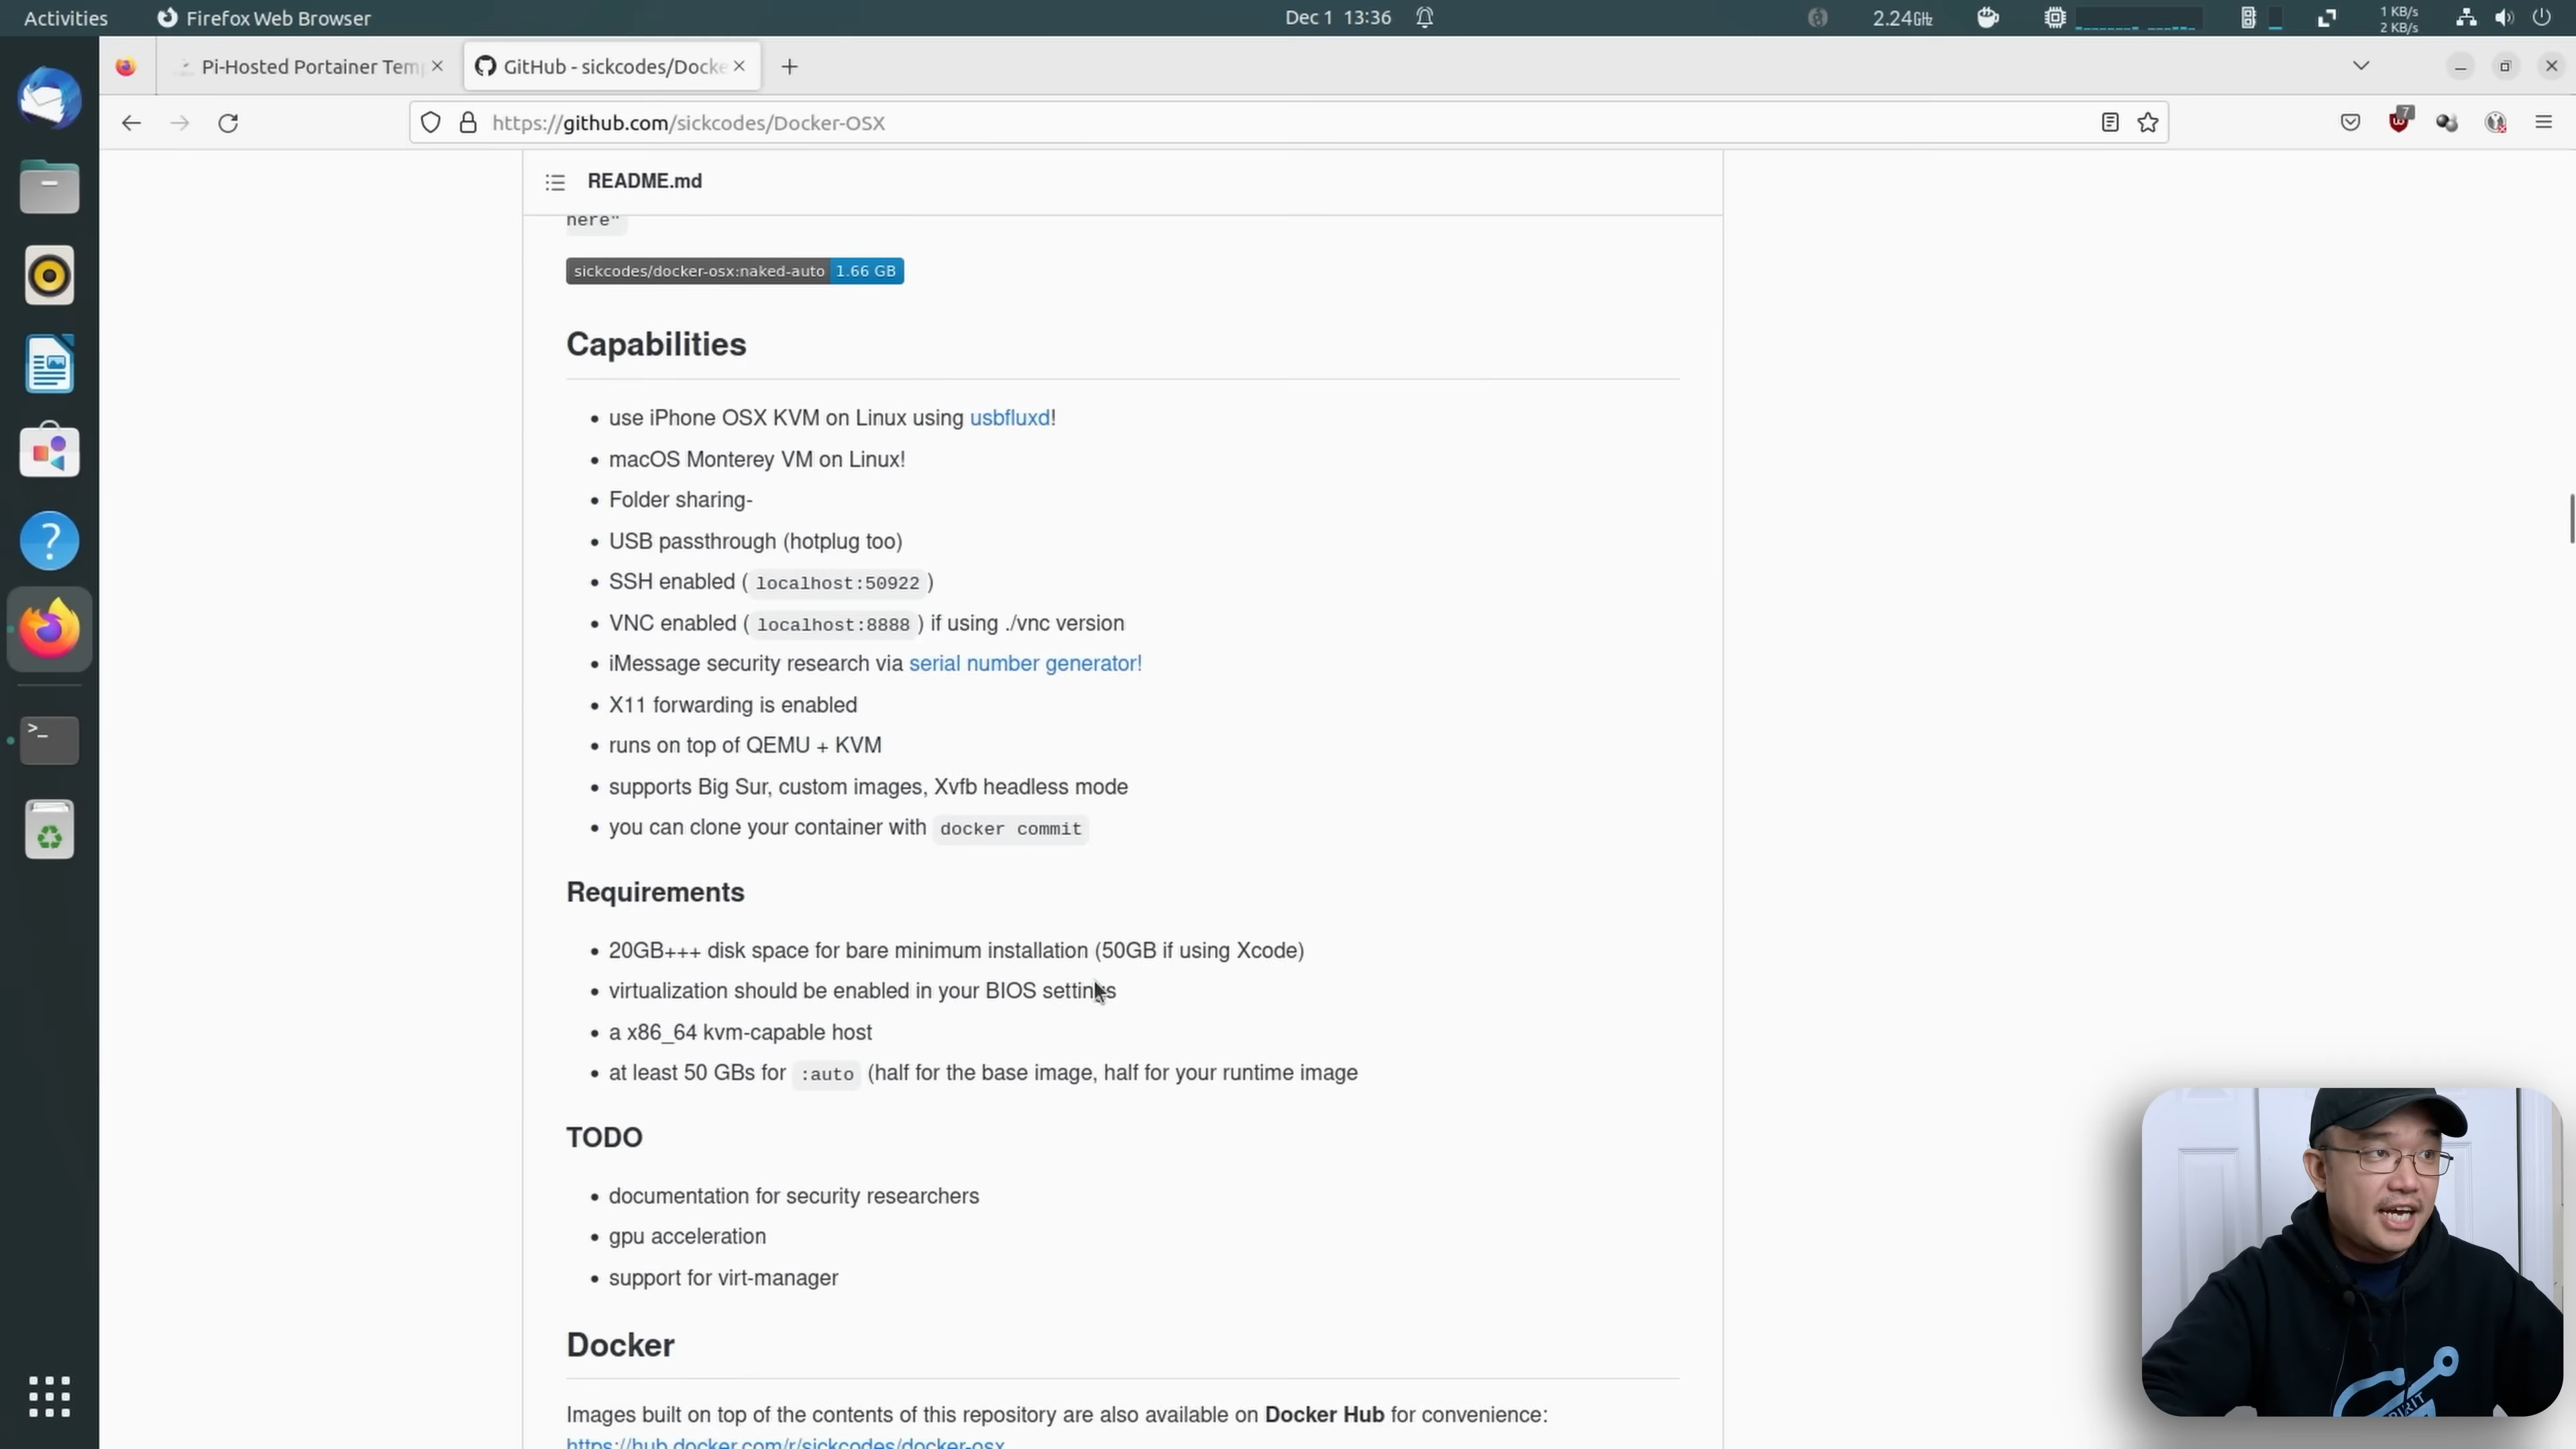 Activities Firefox Web Browser Dec 1 13:36 2.24GHz 1 KB/s
2 KB/s
Pi-Hosted Portainer Tem GitHub - sickcodes/Docke
https://github.com/sickcodes/Docker-OSX 7
README.md
here"
sickcodes/docker-osx:naked-auto 1.66 GB
Capabilities
• use iPhone OSX KVM on Linux using usbfluxd!
• macOS Monterey VM on Linux!
• Folder sharing-
• USB passthrough (hotplug too)
• SSH enabled ( localhost:50922 )
• VNC enabled ( localhost:8888 ) if using ./vnc version
• iMessage security research via serial number generator!
• X11 forwarding is enabled
• runs on top of QEMU + KVM
• supports Big Sur, custom images, Xvfb headless mode
• you can clone your container with docker commit
Requirements
• 20GB+++ disk space for bare minimum installation (50GB if using Xcode)
• virtualization should be enabled in your BIOS settings
• a x86_64 kvm-capable host
• at least 50 GBs for :auto (half for the base image, half for your runtime image
TODO
• documentation for security researchers
• gpu acceleration
• support for virt-manager
Docker
Images built on top of the contents of this repository are also available on Docker Hub for convenience:
https://hub.docker.com/r/sickcodes/docker-osx